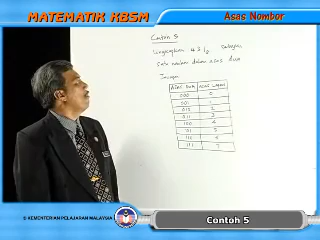 MATEMATIK KBSM
Asas Nombor
Contoh 5
Ungkapkan 43₈ sebagai
satu nombor dalam asas dua
Jawapan
Asas Dua Asas Lapan
000 0
001 1
010 2
011 3
100 4
101 5
110 6
111 7
© KEMENTERIAN PELAJARAN MALAYSIA
Contoh 5